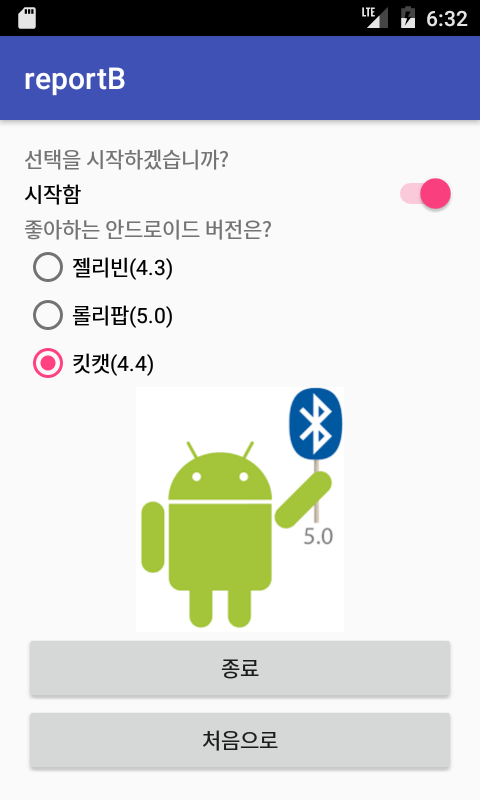 LTE 6:32
reportB
선택을 시작하겠습니까?
시작함
좋아하는 안드로이드 버전은?
젤리빈(4.3)
롤리팝(5.0)
킷캣(4.4)
5.0
종료
처음으로